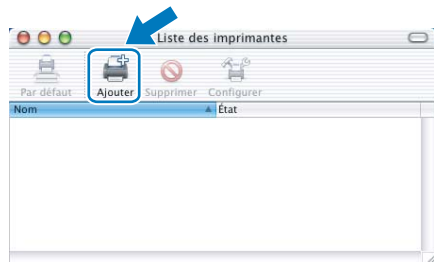 Liste des imprimantes
Par défaut Ajouter Supprimer Configurer
Nom État